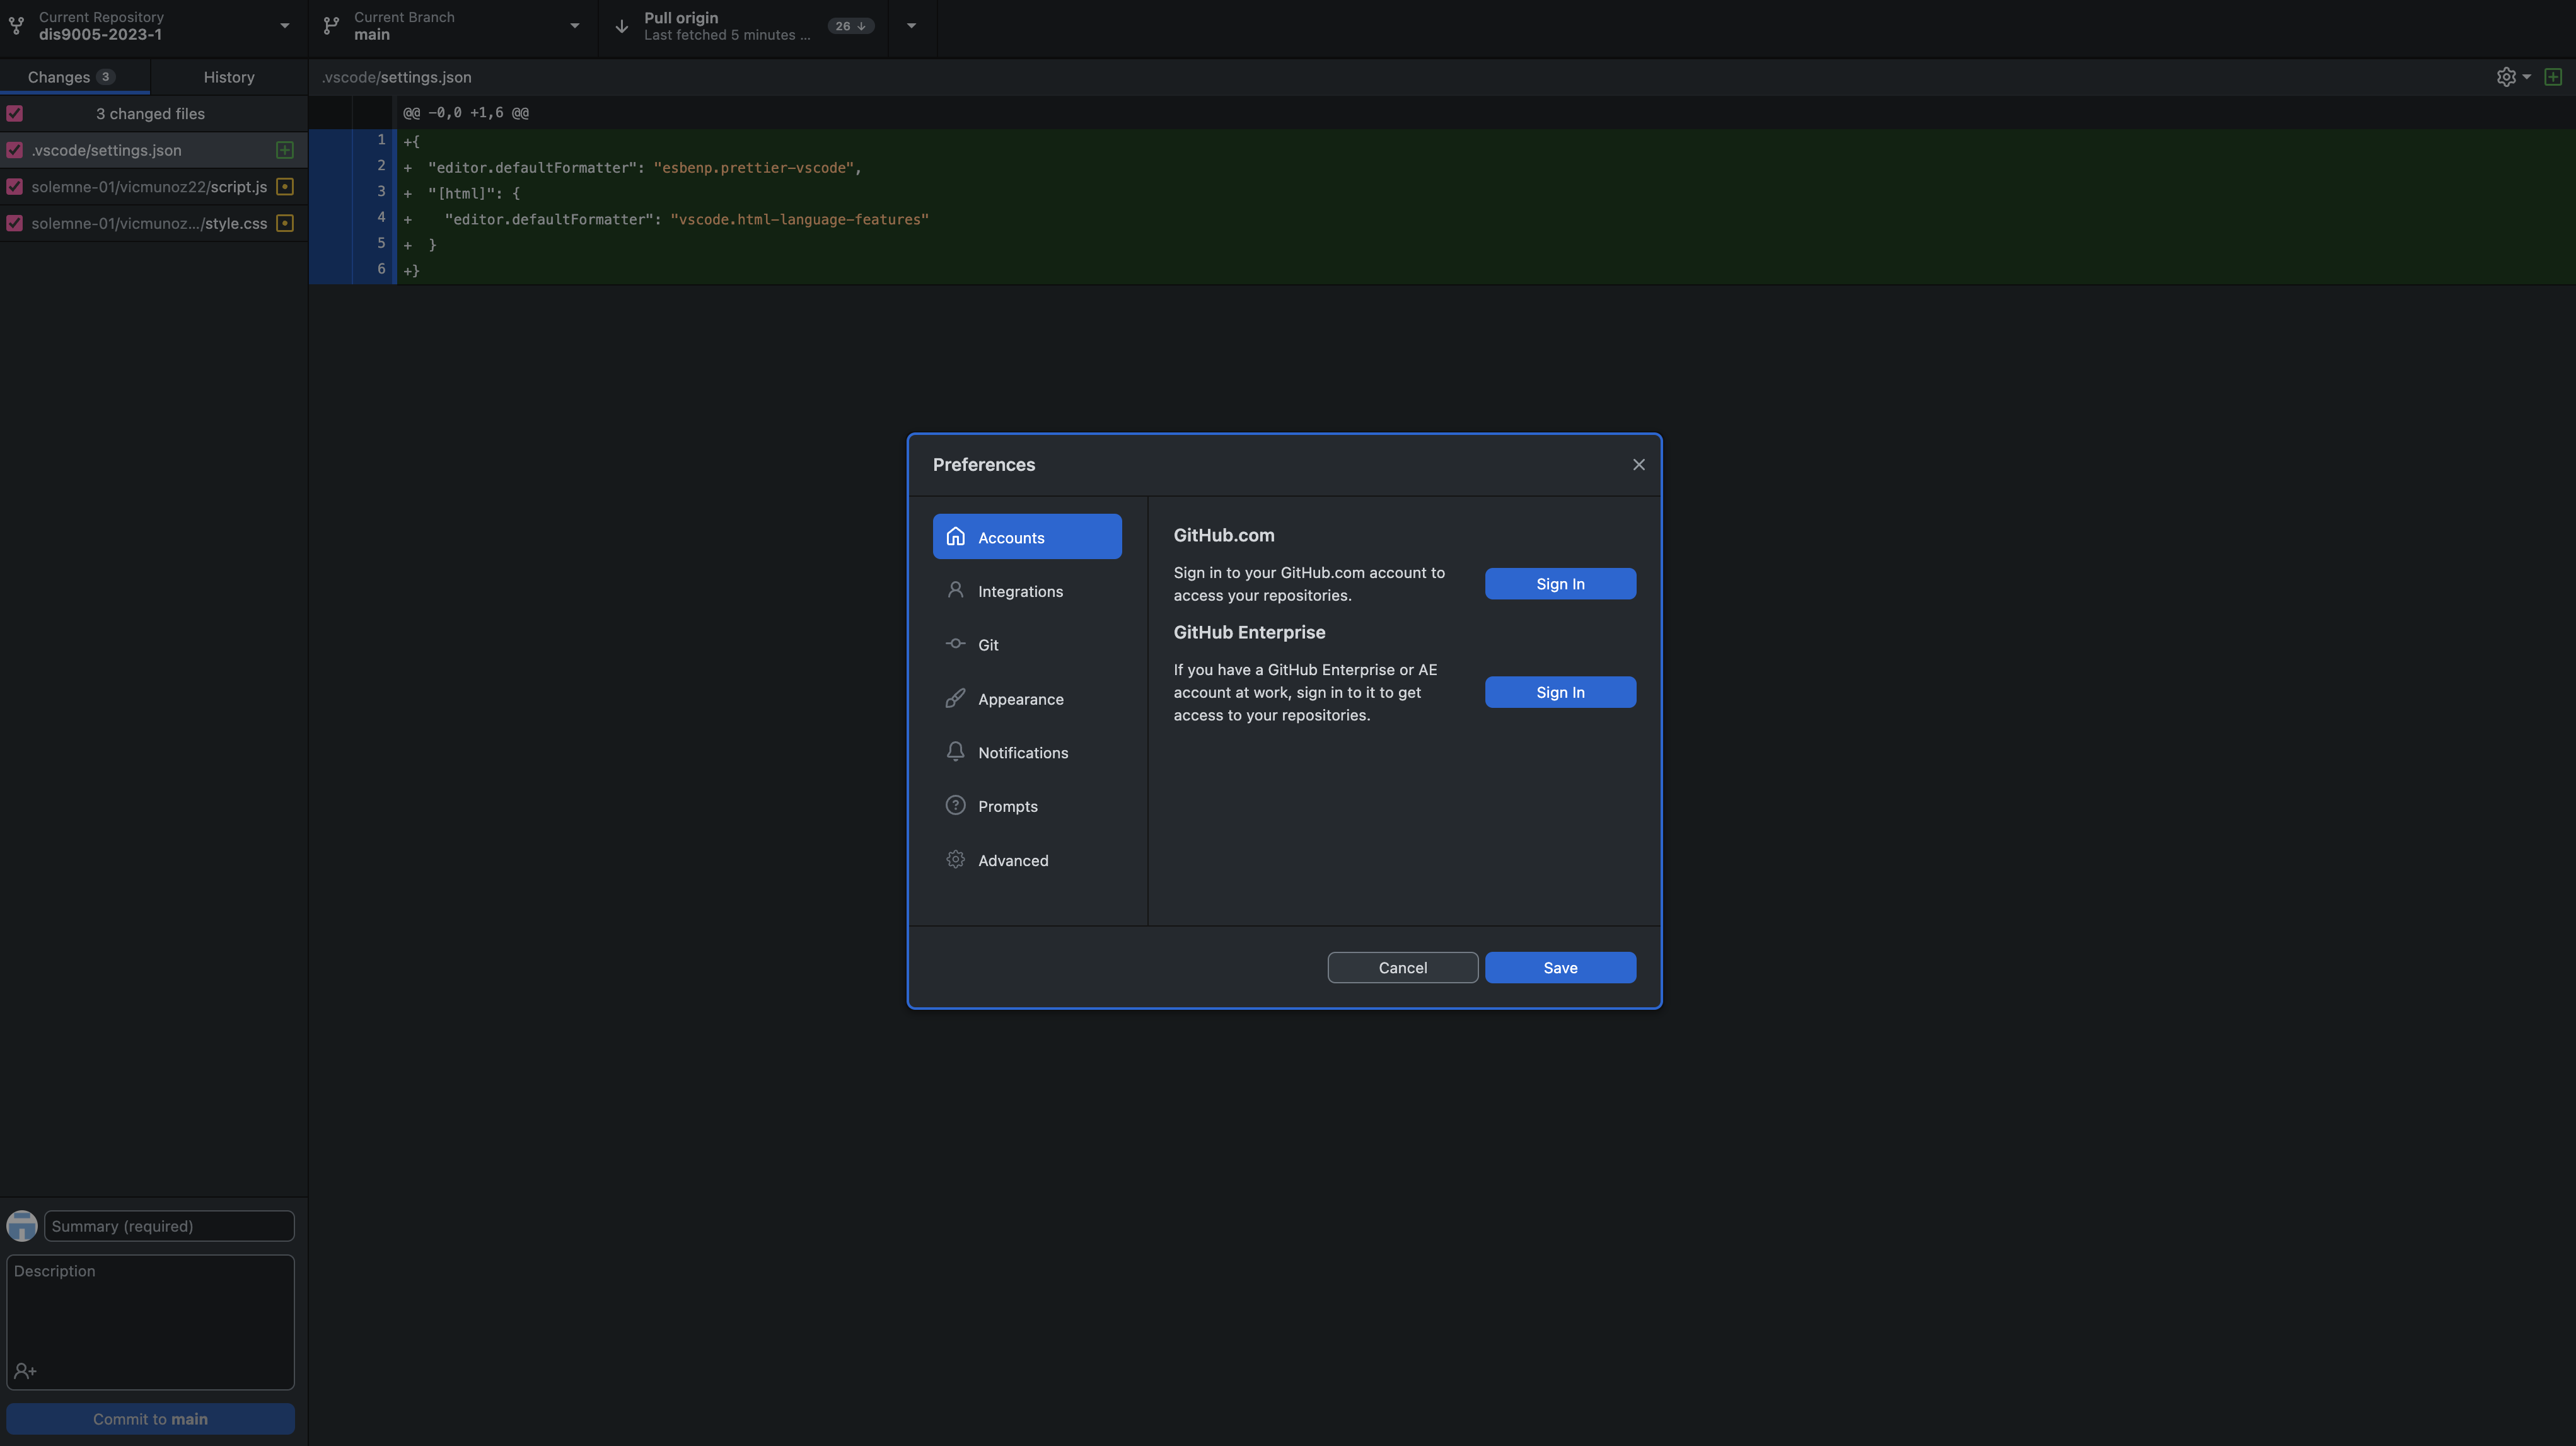 Current Repository
dis9005-2023-1
Current Branch
main
Pull origin
Last fetched 5 minutes ...
26
Changes 3
History
.vscode/settings.json
3 changed files
.vscode/settings.json
solemne-01/vicmunoz22/script.js
solemne-01/vicmunoz.../style.css
@@ -0,0 +1,6 @@
1 +{
2 + "editor.defaultFormatter": "esbenp.prettier-vscode",
3 + "[html]": {
4 + "editor.defaultFormatter": "vscode.html-language-features"
5 + }
6 +}
Preferences
Accounts
Integrations
Git
Appearance
Notifications
Prompts
Advanced
GitHub.com
Sign in to your GitHub.com account to
access your repositories.
Sign In
GitHub Enterprise
If you have a GitHub Enterprise or AE
account at work, sign in to it to get
access to your repositories.
Sign In
Cancel
Save
Summary (required)
Description
Commit to main